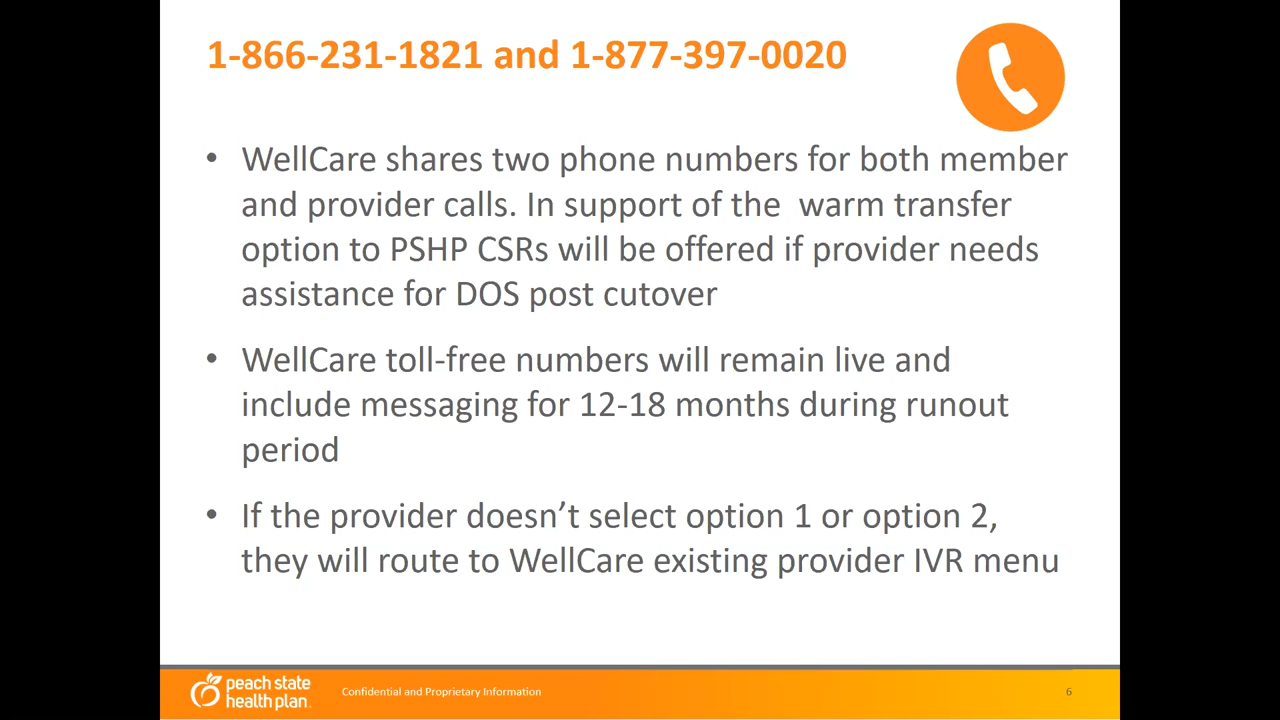 1-866-231-1821 and 1-877-397-0020
• WellCare shares two phone numbers for both member
and provider calls. In support of the  warm transfer
option to PSHP CSRs will be offered if provider needs
assistance for DOS post cutover
• WellCare toll-free numbers will remain live and
include messaging for 12-18 months during runout
period
• If the provider doesn’t select option 1 or option 2,
they will route to WellCare existing provider IVR menu
peach state
health plan.
Confidential and Proprietary Information
6